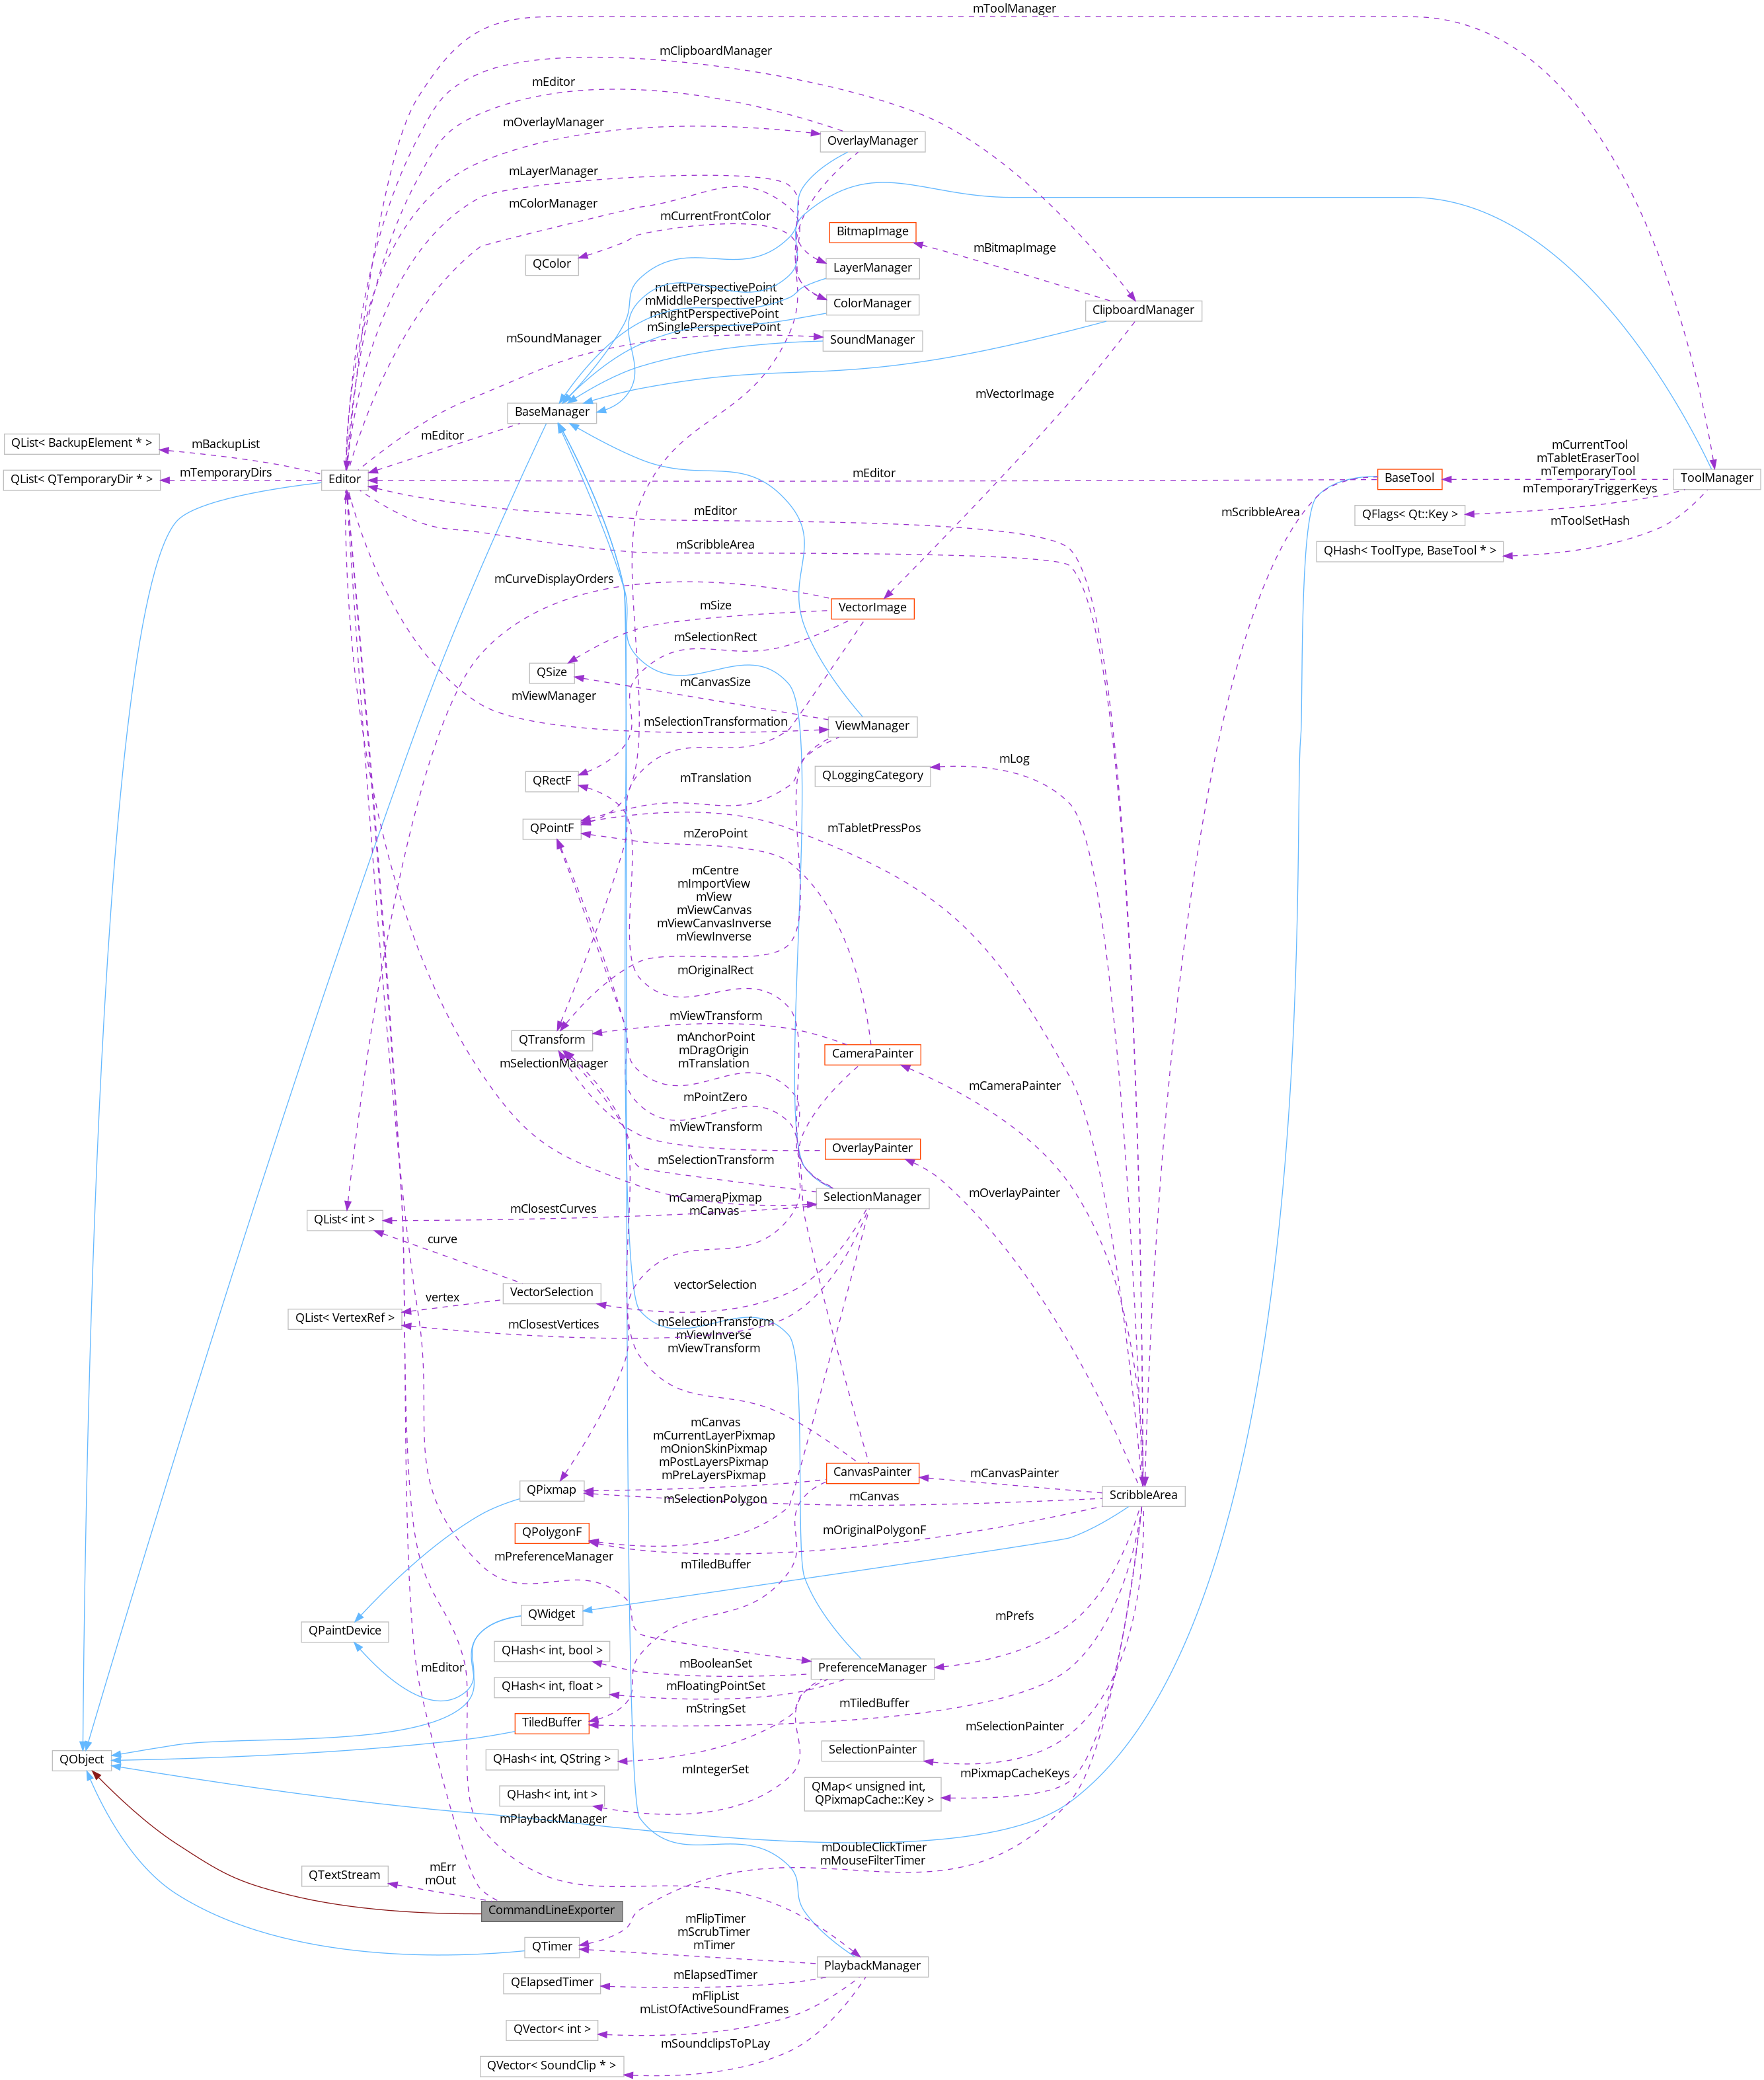 mToolManager
mClipboardManager
mEditor
mOverlayManager
OverlayManager
mLayerManager
mColorManager
mCurrentFrontColor
BitmapImage
mBitmapImage
QColor
LayerManager
mLeftPerspectivePoint
mMiddlePerspectivePoint
mRightPerspectivePoint
mSinglePerspectivePoint
ColorManager
ClipboardManager
mSoundManager
SoundManager
mVectorImage
BaseManager
mEditor
QList< BackupElement * >
mBackupList
mCurrentTool
mTabletEraserTool
mTemporaryTool
QList< QTemporaryDir * >
mTemporaryDirs
Editor
mEditor
BaseTool
ToolManager
mTemporaryTriggerKeys
mEditor
mScribbleArea
QFlags< Qt::Key >
mToolSetHash
mScribbleArea
QHash< ToolType, BaseTool * >
mCurveDisplayOrders
mSize
VectorImage
mSelectionRect
QSize
mCanvasSize
mViewManager
mSelectionTransformation
ViewManager
mLog
QRectF
mTranslation
QLoggingCategory
QPointF
mZeroPoint
mTabletPressPos
mCentre
mImportView
mView
mViewCanvas
mViewCanvasInverse
mViewInverse
mOriginalRect
mViewTransform
QTransform
mAnchorPoint
mDragOrigin
mTranslation
CameraPainter
mSelectionManager
mCameraPainter
mPointZero
mViewTransform
OverlayPainter
mSelectionTransform
mOverlayPainter
SelectionManager
mCameraPixmap
mCanvas
QList< int >
mClosestCurves
curve
vectorSelection
VectorSelection
vertex
QList< VertexRef >
mClosestVertices
mSelectionTransform
mViewInverse
mViewTransform
mCanvas
mCurrentLayerPixmap
mOnionSkinPixmap
mPostLayersPixmap
mPreLayersPixmap
CanvasPainter
mCanvasPainter
QPixmap
mSelectionPolygon
mCanvas
ScribbleArea
QPolygonF
mOriginalPolygonF
mPreferenceManager
mTiledBuffer
QWidget
mPrefs
QPaintDevice
QHash< int, bool >
mBooleanSet
PreferenceManager
mEditor
QHash< int, float >
mFloatingPointSet
mStringSet
mTiledBuffer
TiledBuffer
mSelectionPainter
SelectionPainter
QObject
QHash< int, QString >
mIntegerSet
mPixmapCacheKeys
QMap< unsigned int,
QPixmapCache::Key >
QHash< int, int >
mPlaybackManager
mDoubleClickTimer
mMouseFilterTimer
QTextStream
mErr
mOut
CommandLineExporter
mFlipTimer
mScrubTimer
mTimer
QTimer
PlaybackManager
QElapsedTimer
mElapsedTimer
mFlipList
mListOfActiveSoundFrames
QVector< int >
mSoundclipsToPLay
QVector< SoundClip * >